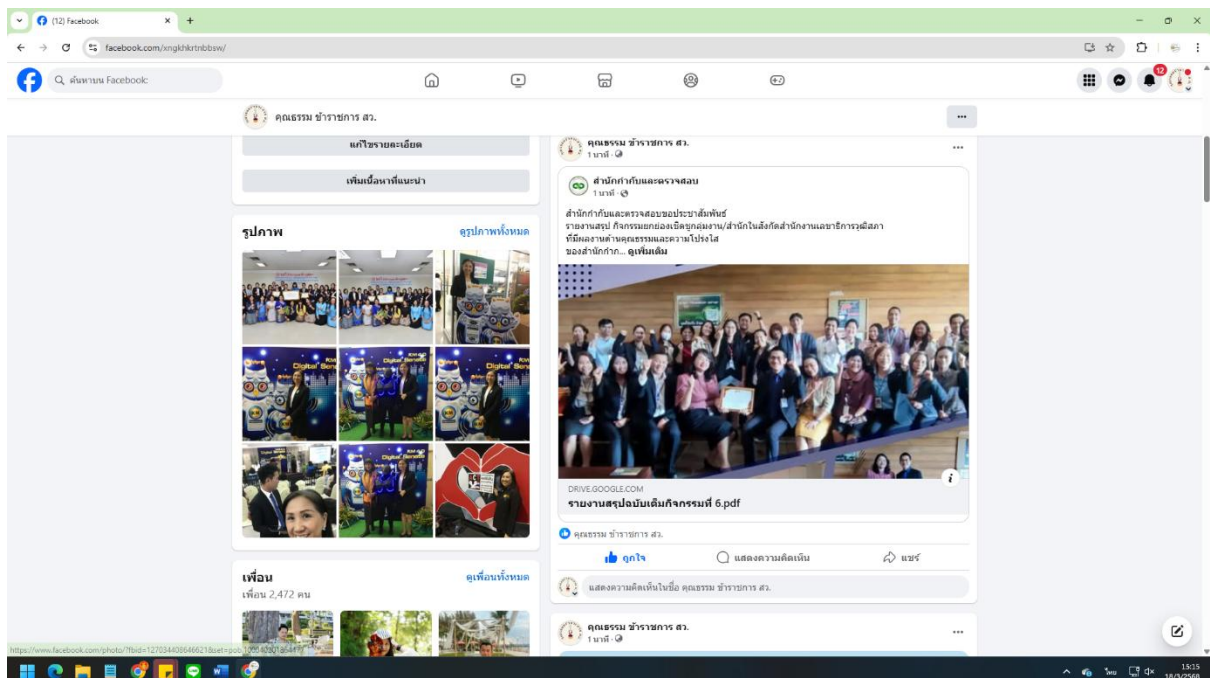 (12) Facebook
facebook.com/xngkhkrtnbbsw/
ค้นหาบน Facebook:
12
คุณธรรม ข้าราชการ สว.
แก้ไขรายละเอียด
เพิ่มเนื้อหาที่แนะนำ
รูปภาพ
ดูรูปภาพทั้งหมด
Digital Senate
Digital Senate
เพื่อน
ดูเพื่อนทั้งหมด
เพื่อน 2,472 คน
คุณธรรม ข้าราชการ สว.
1 นาที ·
สำนักกำกับและตรวจสอบ
1 นาที ·
สำนักกำกับและตรวจสอบขอประชาสัมพันธ์
รายงานสรุป กิจกรรมยกย่องเชิดชูกลุ่มงาน/สำนักในสังกัดสำนักงานเลขาธิการวุฒิสภา
ที่มีผลงานด้านคุณธรรมและความโปร่งใส
ของสำนักกำก... ดูเพิ่มเติม
DRIVE.GOOGLE.COM
รายงานสรุปฉบับเต็มกิจกรรมที่ 6.pdf
คุณธรรม ข้าราชการ สว.
ถูกใจ
แสดงความคิดเห็น
แชร์
แสดงความคิดเห็นในชื่อ คุณธรรม ข้าราชการ สว.
คุณธรรม ข้าราชการ สว.
1 นาที ·
ไทย
15:15
18/3/2568